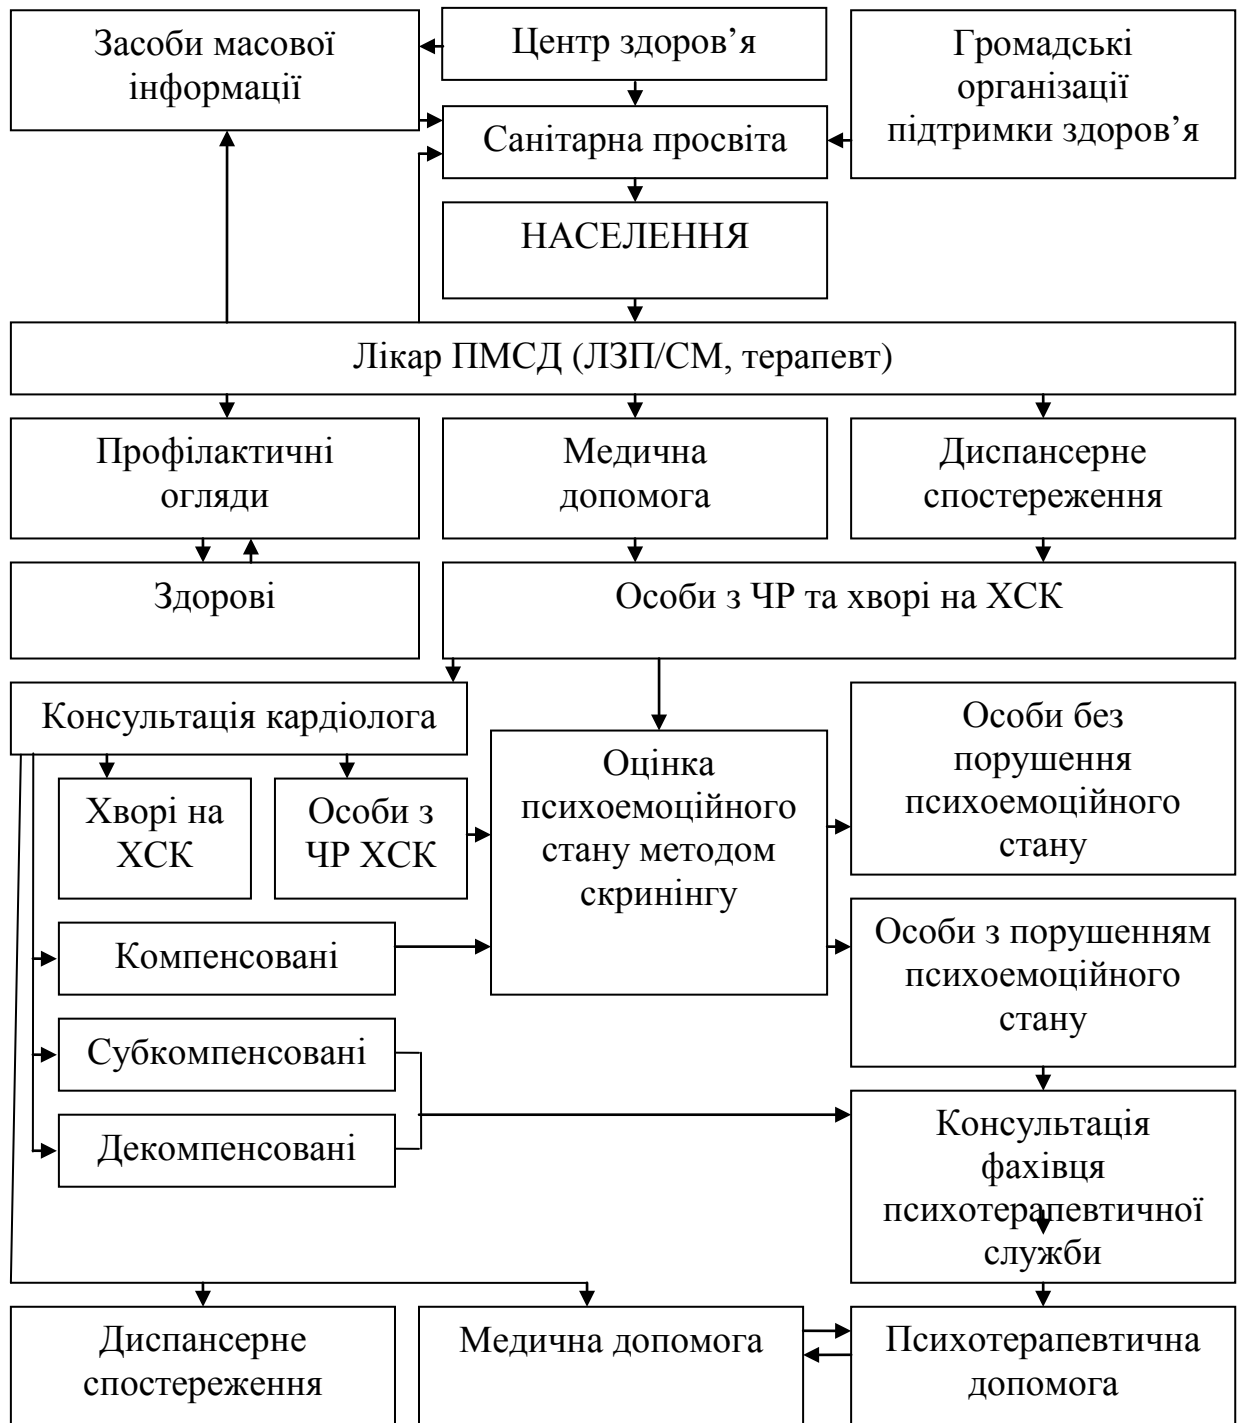 Засоби масової
інформації
Центр здоров’я
Громадські
організації
підтримки здоров’я
Санітарна просвіта
НАСЕЛЕННЯ
Лікар ПМСД (ЛЗП/СМ, терапевт)
Профілактичні
огляди
Медична
допомога
Диспансерне
спостереження
Здорові
Особи з ЧР та хворі на ХСК
Консультація кардіолога
Хворі на
ХСК
Особи з
ЧР ХСК
Оцінка
психоемоційного
стану методом
скринінгу
Особи без
порушення
психоемоційного
стану
Компенсовані
Особи з порушенням
психоемоційного
стану
Субкомпенсовані
Декомпенсовані
Консультація
фахівця
психотерапевтичної
служби
Диспансерне
спостереження
Медична допомога
Психотерапевтична
допомога